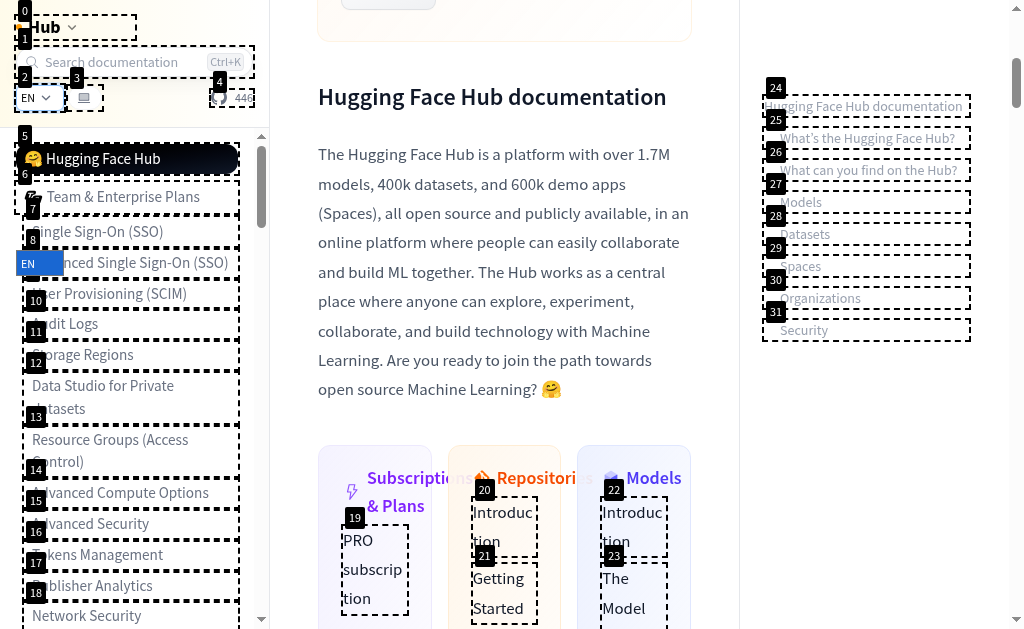 0
Hub
1
Search documentation
Ctrl+K
2
3
4
EN
446
5
🤗 Hugging Face Hub
6
Team & Enterprise Plans
7
Single Sign-On (SSO)
8
nced Single Sign-On (SSO)
EN
User Provisioning (SCIM)
10
Audit Logs
11
Storage Regions
12
Data Studio for Private
Datasets
13
Resource Groups (Access
Control)
14
Advanced Compute Options
15
Advanced Security
16
Tokens Management
17
Publisher Analytics
18
Network Security
Hugging Face Hub documentation
The Hugging Face Hub is a platform with over 1.7M
models, 400k datasets, and 600k demo apps
(Spaces), all open source and publicly available, in an
online platform where people can easily collaborate
and build ML together. The Hub works as a central
place where anyone can explore, experiment,
collaborate, and build technology with Machine
Learning. Are you ready to join the path towards
open source Machine Learning? 🤗
Subscriptions
& Plans
19
PRO
subscrip
tion
Repositories
20
Introduc
tion
21
Getting
Started
Models
22
Introduc
tion
23
The
Model
24
Hugging Face Hub documentation
25
What's the Hugging Face Hub?
26
What can you find on the Hub?
27
Models
28
Datasets
29
Spaces
30
Organizations
31
Security